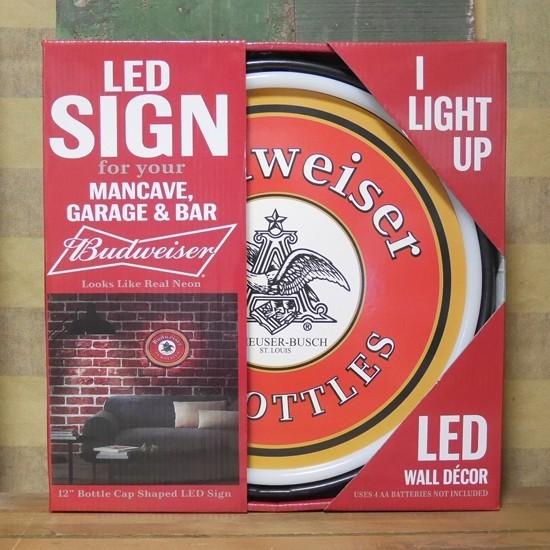 LED
SIGN
for your
MANCAVE,
GARAGE & BAR
Budweiser
Looks Like Real Neon
12" Bottle Cap Shaped LED Sign
I
LIGHT
UP
dweiser
EUSER-BUSCH
ST. LOUIS
OTTLES
LED
WALL DÉCOR
USES 4 AA BATTERIES NOT INCLUDED